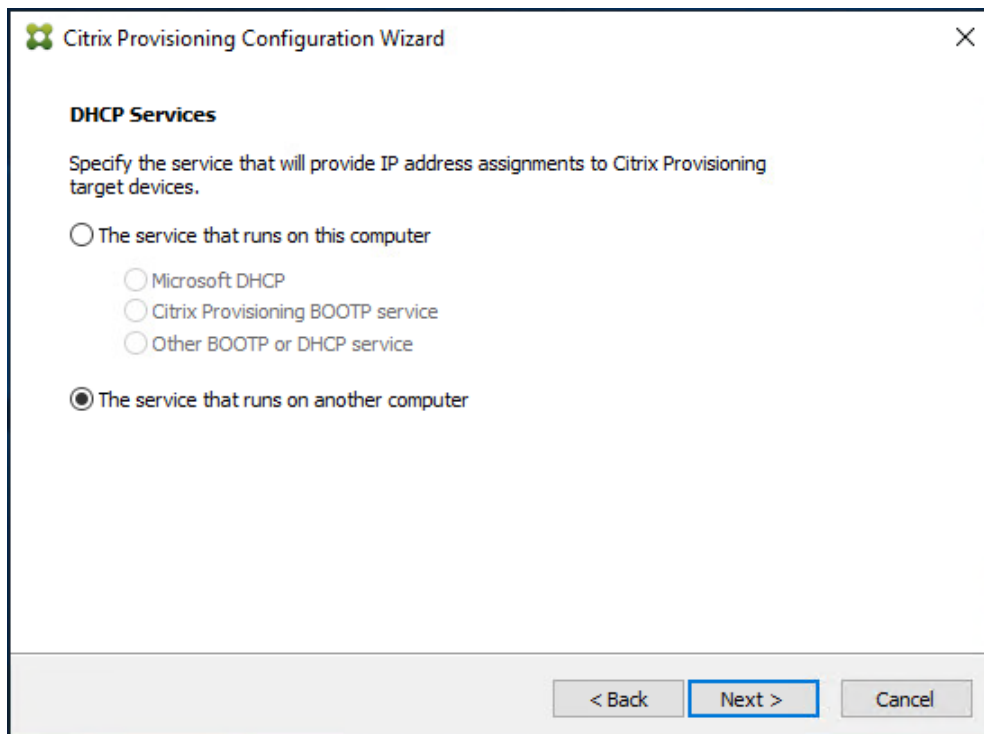 Citrix Provisioning Configuration Wizard
DHCP Services
Specify the service that will provide IP address assignments to Citrix Provisioning
target devices.
The service that runs on this computer
Microsoft DHCP
Citrix Provisioning BOOTP service
Other BOOTP or DHCP service
The service that runs on another computer
< Back Next > Cancel